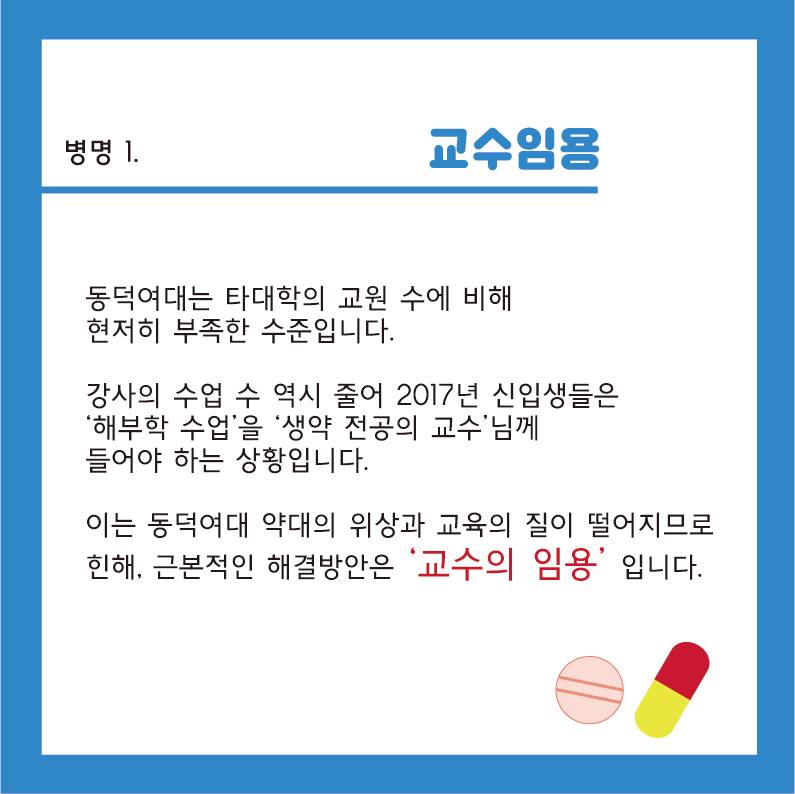 병명 1.
교수임용
동덕여대는 타대학의 교원 수에 비해
현저히 부족한 수준입니다.
강사의 수업 수 역시 줄어 2017년 신입생들은
‘해부학 수업’을 ‘생약 전공의 교수’님께
들어야 하는 상황입니다.
이는 동덕여대 약대의 위상과 교육의 질이 떨어지므로
힌해, 근본적인 해결방안은 ‘교수의 임용’ 입니다.